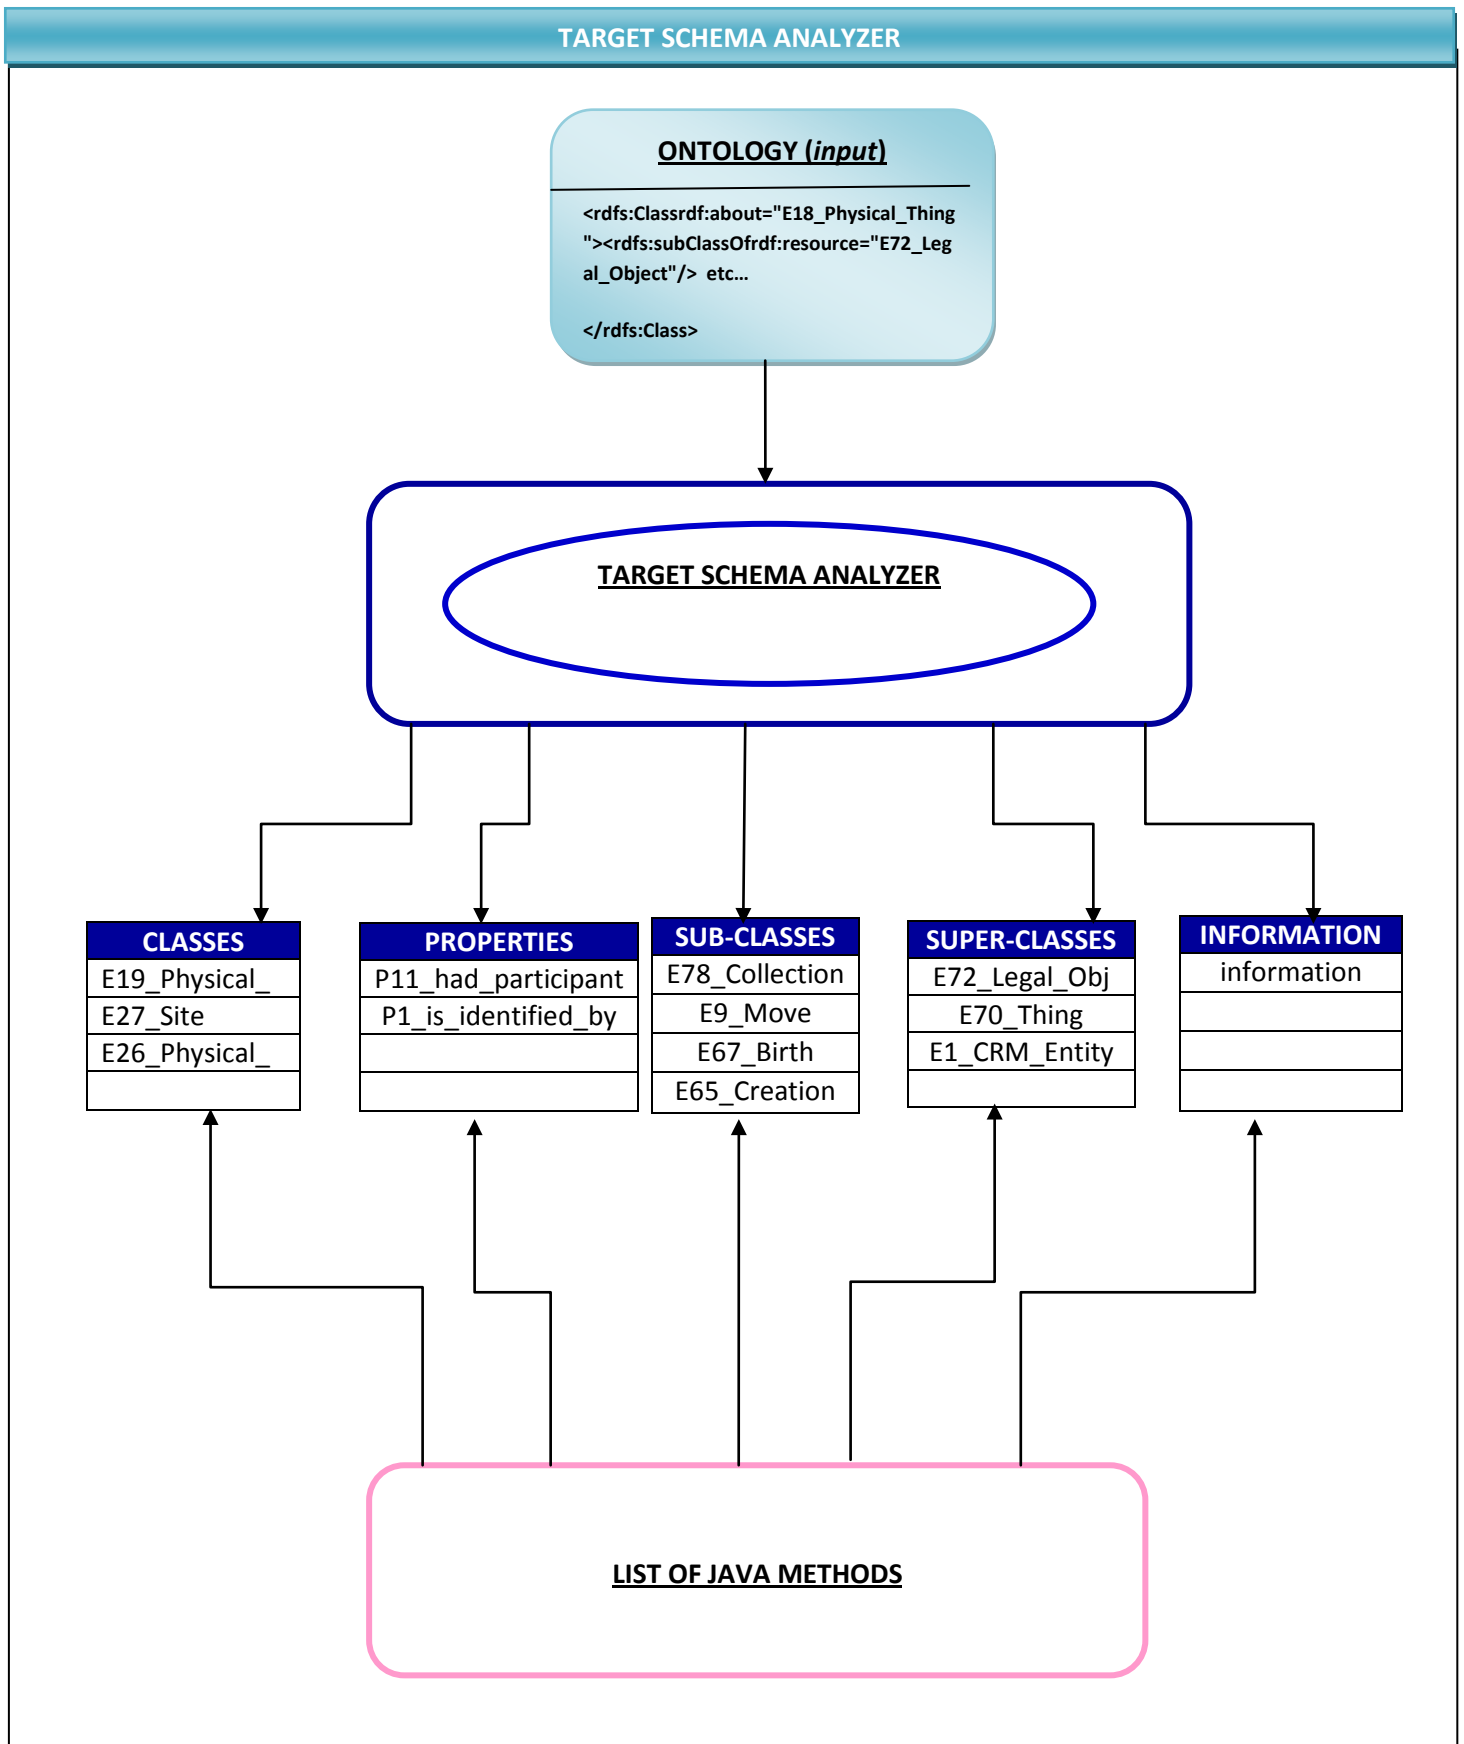 TARGET SCHEMA ANALYZER
ONTOLOGY (input)
<rdfs:Classrdf:about="E18_Physical_Thing
"><rdfs:subClassOfrdf:resource="E72_Leg
al_Object"/> etc...
</rdfs:Class>
TARGET SCHEMA ANALYZER
CLASSES
E19_Physical_
E27_Site
E26_Physical_
PROPERTIES
P11_had_participant
P1_is_identified_by
SUB-CLASSES
E78_Collection
E9_Move
E67_Birth
E65_Creation
SUPER-CLASSES
E72_Legal_Obj
E70_Thing
E1_CRM_Entity
INFORMATION
information
LIST OF JAVA METHODS